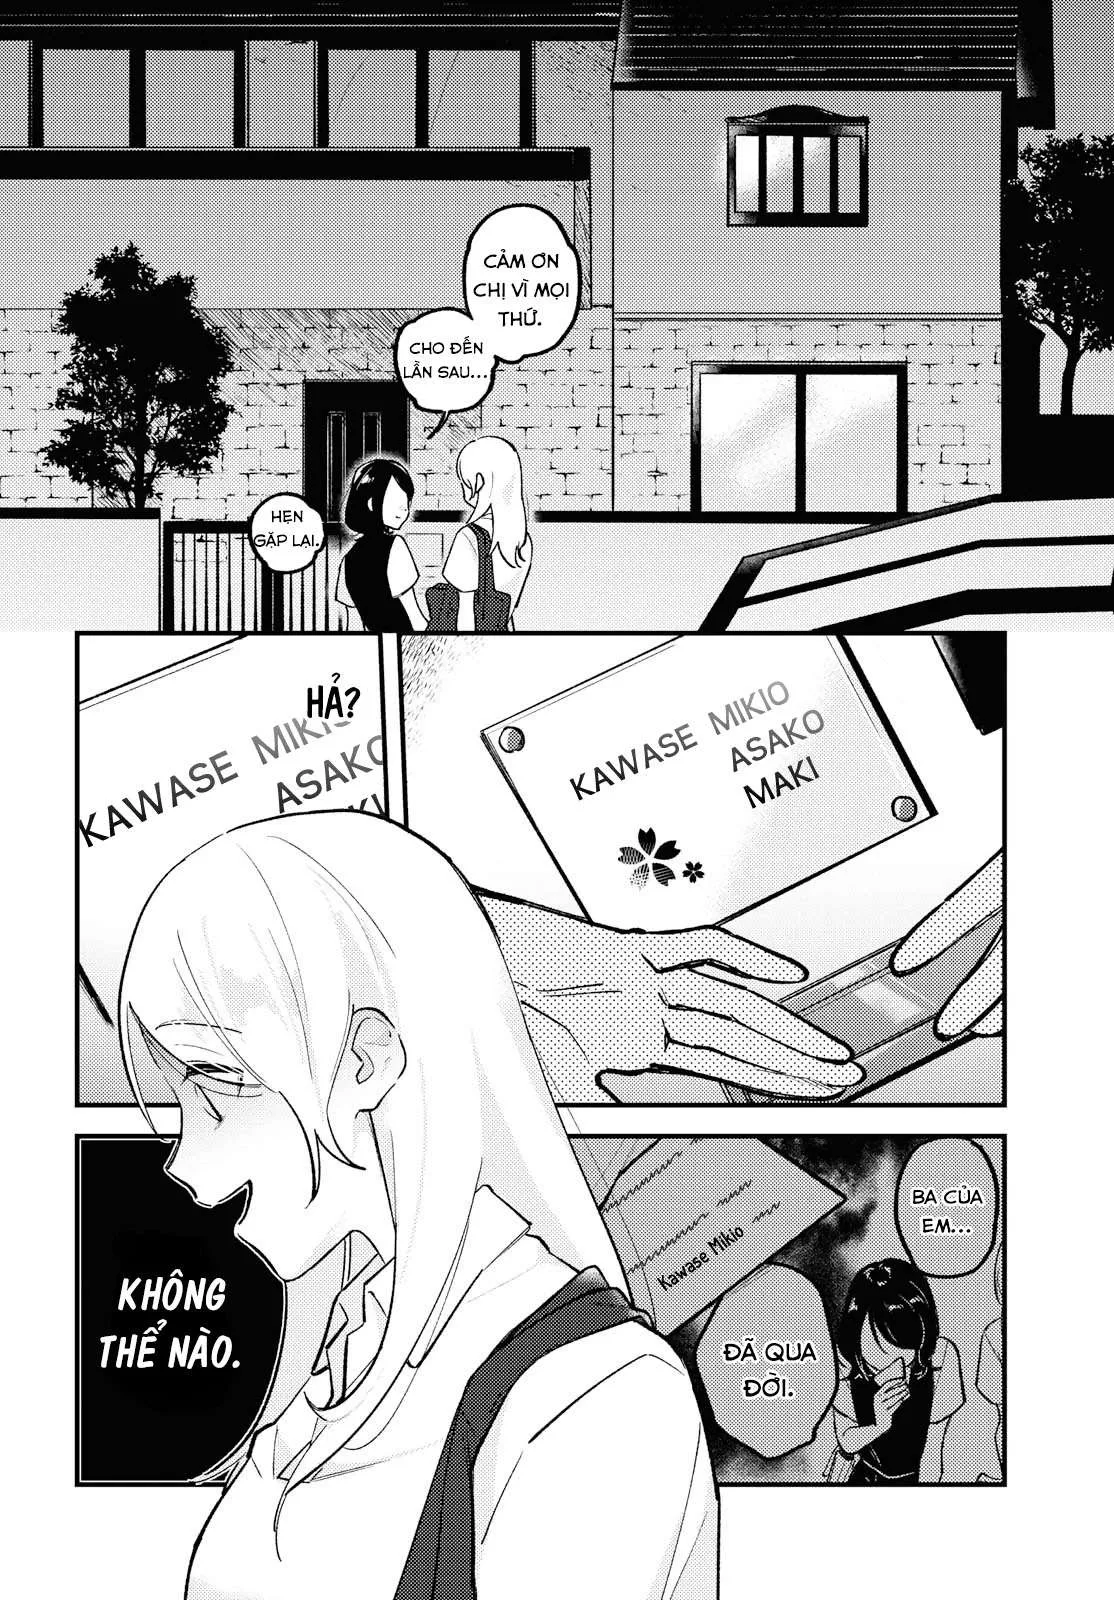 CẢM ƠN
CHỊ VÌ MỌI
THỨ.
CHO ĐẾN
LẦN SAU...
HẸN
GẶP LẠI.
KAWASE MIKIO
ASAKO
MAKI
HẢ?
KAWASE MIKIO
ASAKO
MAKI
BA CỦA
EM...
Kawase Mikio
ĐÃ QUA
ĐỜI.
KHÔNG
THỂ NÀO.